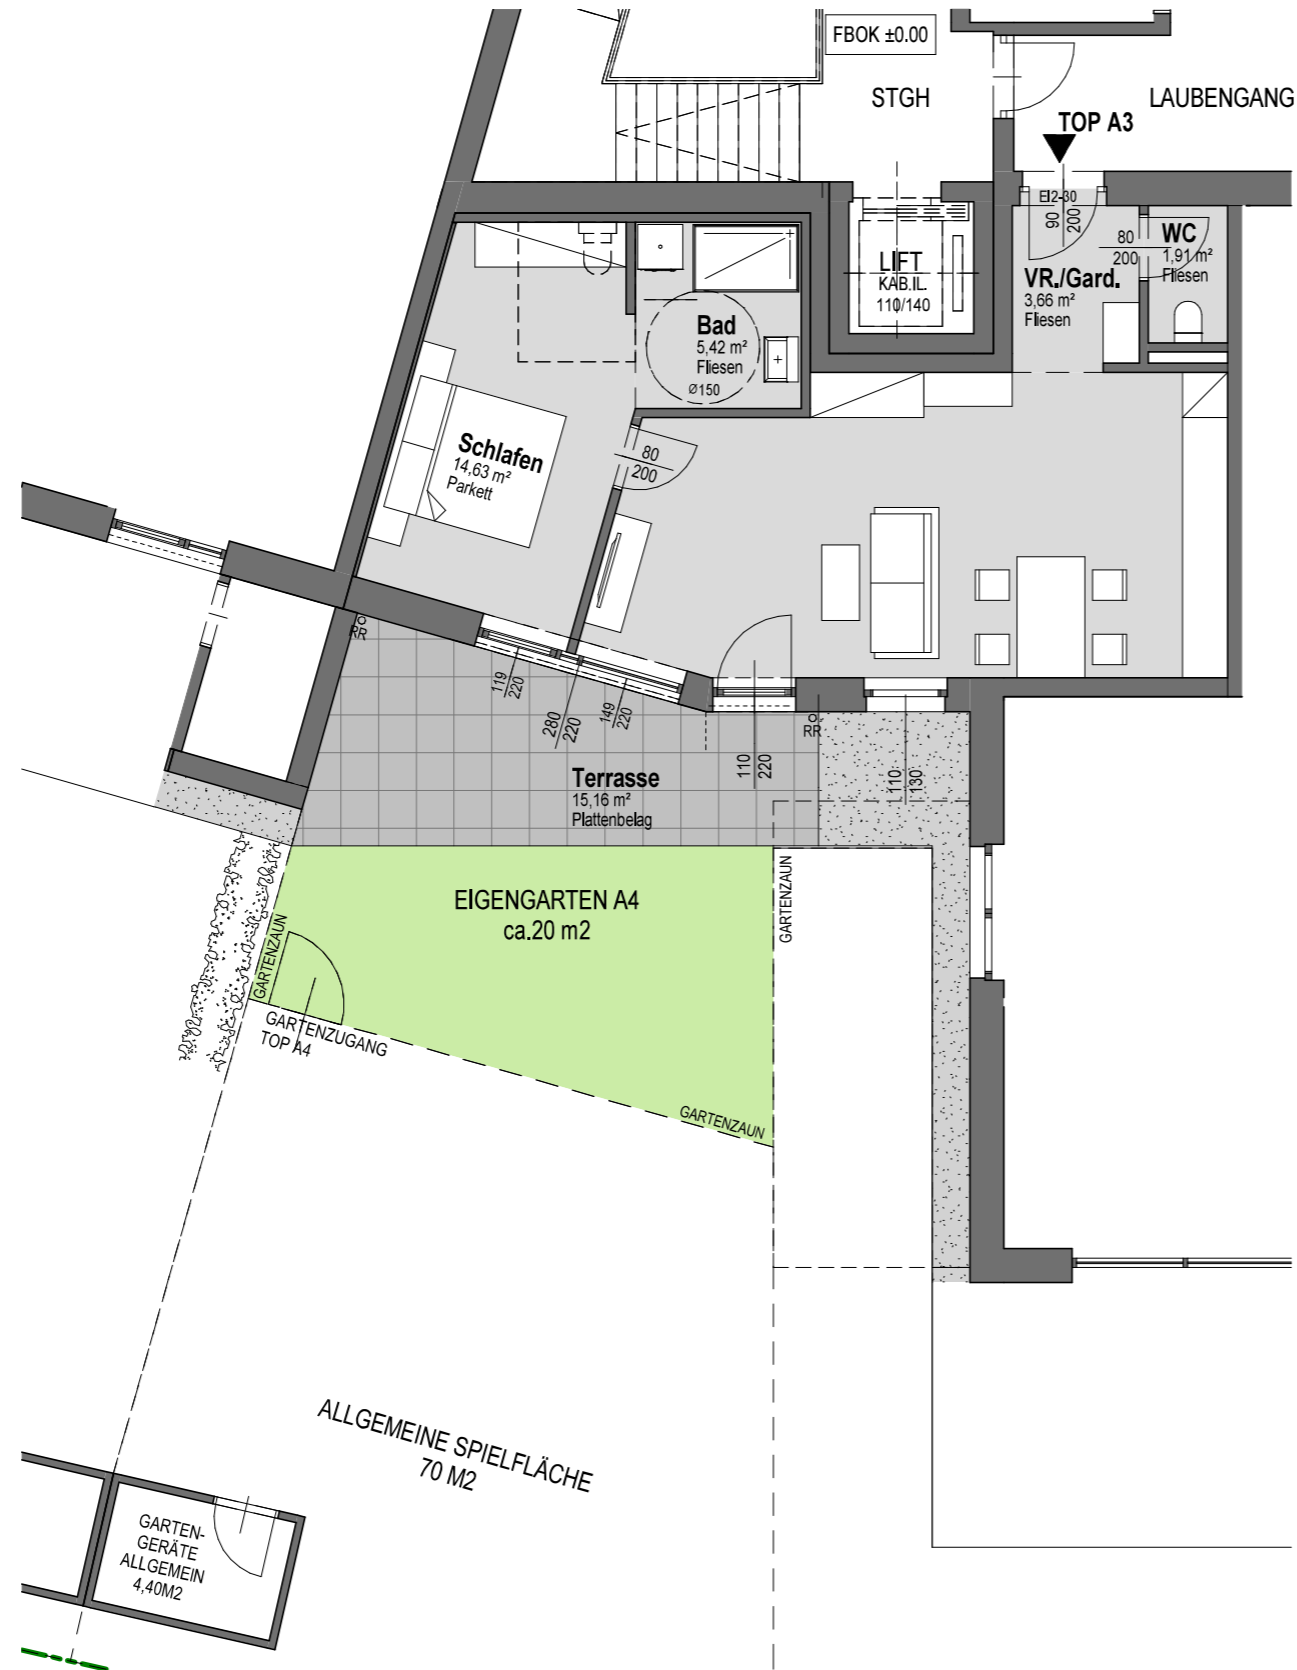 FBOK ±0.00
STGH
LAUBENGANG
TOP A3
EI2-30
90
200
80
200
WC
1,91 m²
Fliesen
LIFT
KAB.IL.
110/140
VR./Gard.
3,66 m²
Fliesen
Bad
5,42 m²
Fliesen
Ø150
Schlafen
14,63 m²
Parkett
80
200
RR
119
220
280
220
149
220
RR
110
220
110
130
Terrasse
15,16 m²
Plattenbelag
EIGENGARTEN A4
ca.20 m2
GARTENZAUN
GARTENZAUN
GARTENZUGANG
TOP A4
GARTENZAUN
ALLGEMEINE SPIELFLÄCHE
70 M2
GARTEN-
GERÄTE
ALLGEMEIN
4,40M2